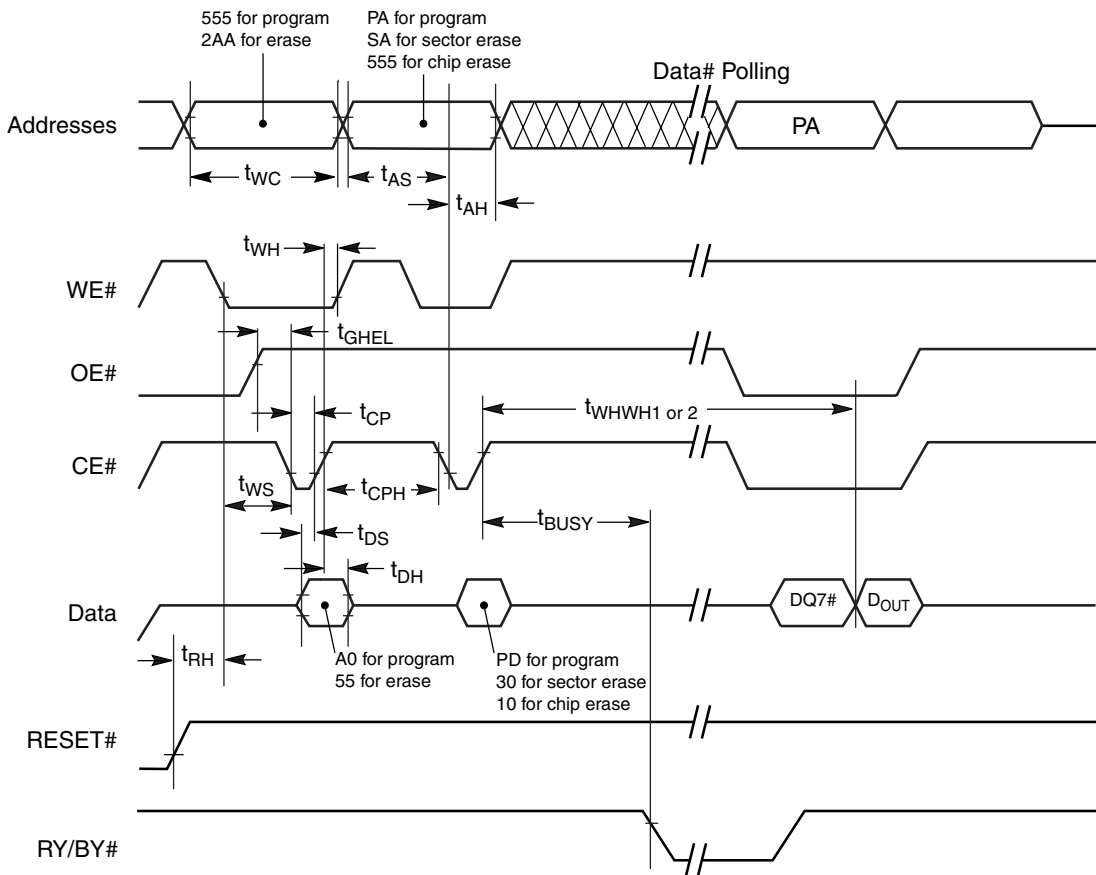 555 for program
2AA for erase
PA for program
SA for sector erase
555 for chip erase
Data# Polling
Addresses
PA
tWC
tAS
tAH
tWH
WE#
tGHEL
OE#
tWHWH1 or 2
tCP
CE#
tWS
tCPH
tBUSY
tDS
tDH
Data
DQ7#
DOUT
tRH
A0 for program
55 for erase
PD for program
30 for sector erase
10 for chip erase
RESET#
RY/BY#